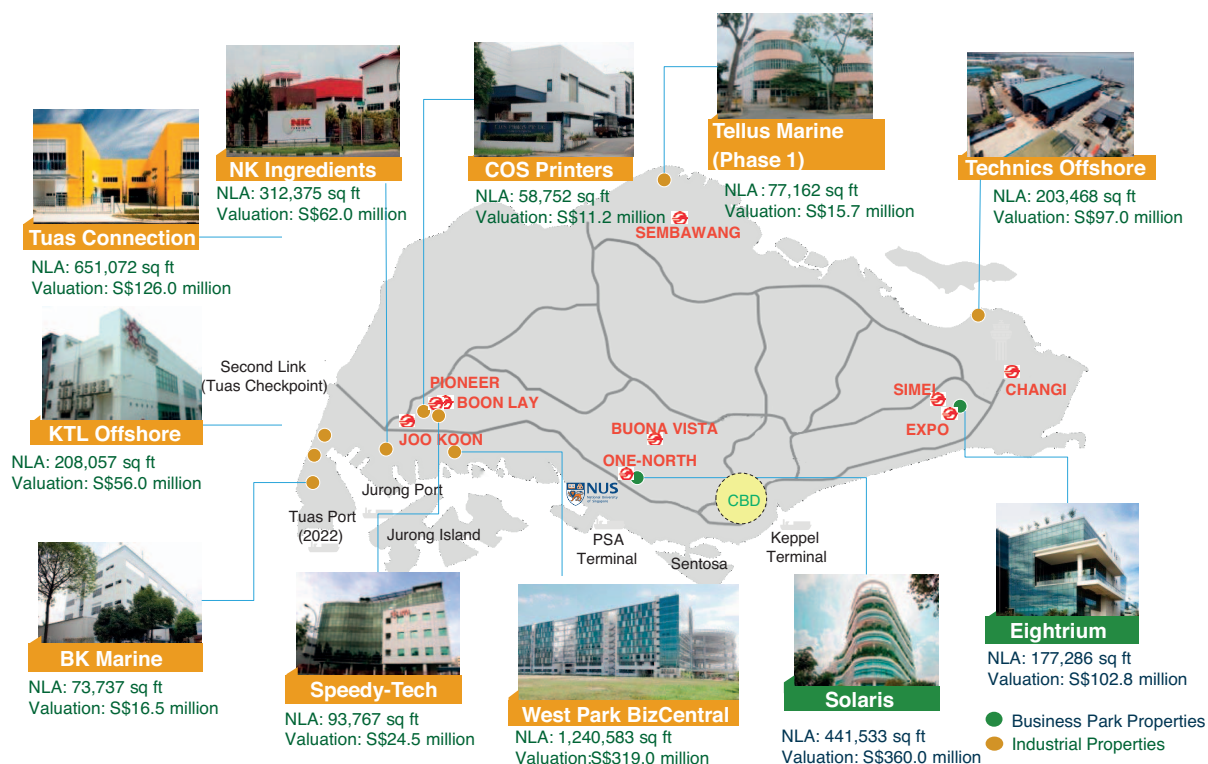 NK Ingredients
NLA: 312,375 sq ft
Valuation: S$62.0 million
COS Printers
NLA: 58,752 sq ft
Valuation: S$11.2 million
Tellus Marine
(Phase 1)
NLA: 77,162 sq ft
Valuation: S$15.7 million
Technics Offshore
NLA: 203,468 sq ft
Valuation: S$97.0 million
Tuas Connection
NLA: 651,072 sq ft
Valuation: S$126.0 million
KTL Offshore
NLA: 208,057 sq ft
Valuation: S$56.0 million
BK Marine
NLA: 73,737 sq ft
Valuation: S$16.5 million
Speedy-Tech
NLA: 93,767 sq ft
Valuation: S$24.5 million
West Park BizCentral
NLA: 1,240,583 sq ft
Valuation:S$319.0 million
Solaris
NLA: 441,533 sq ft
Valuation: S$360.0 million
Eightrium
NLA: 177,286 sq ft
Valuation: S$102.8 million
Business Park Properties
Industrial Properties
SEMBAWANG
Second Link
(Tuas Checkpoint)
PIONEER
BOON LAY
JOO KOON
BUONA VISTA
ONE-NORTH
SIMEI
EXPO
CHANGI
NUS
CBD
Jurong Port
Tuas Port
(2022)
Jurong Island
PSA
Terminal
Sentosa
Keppel
Terminal
NK